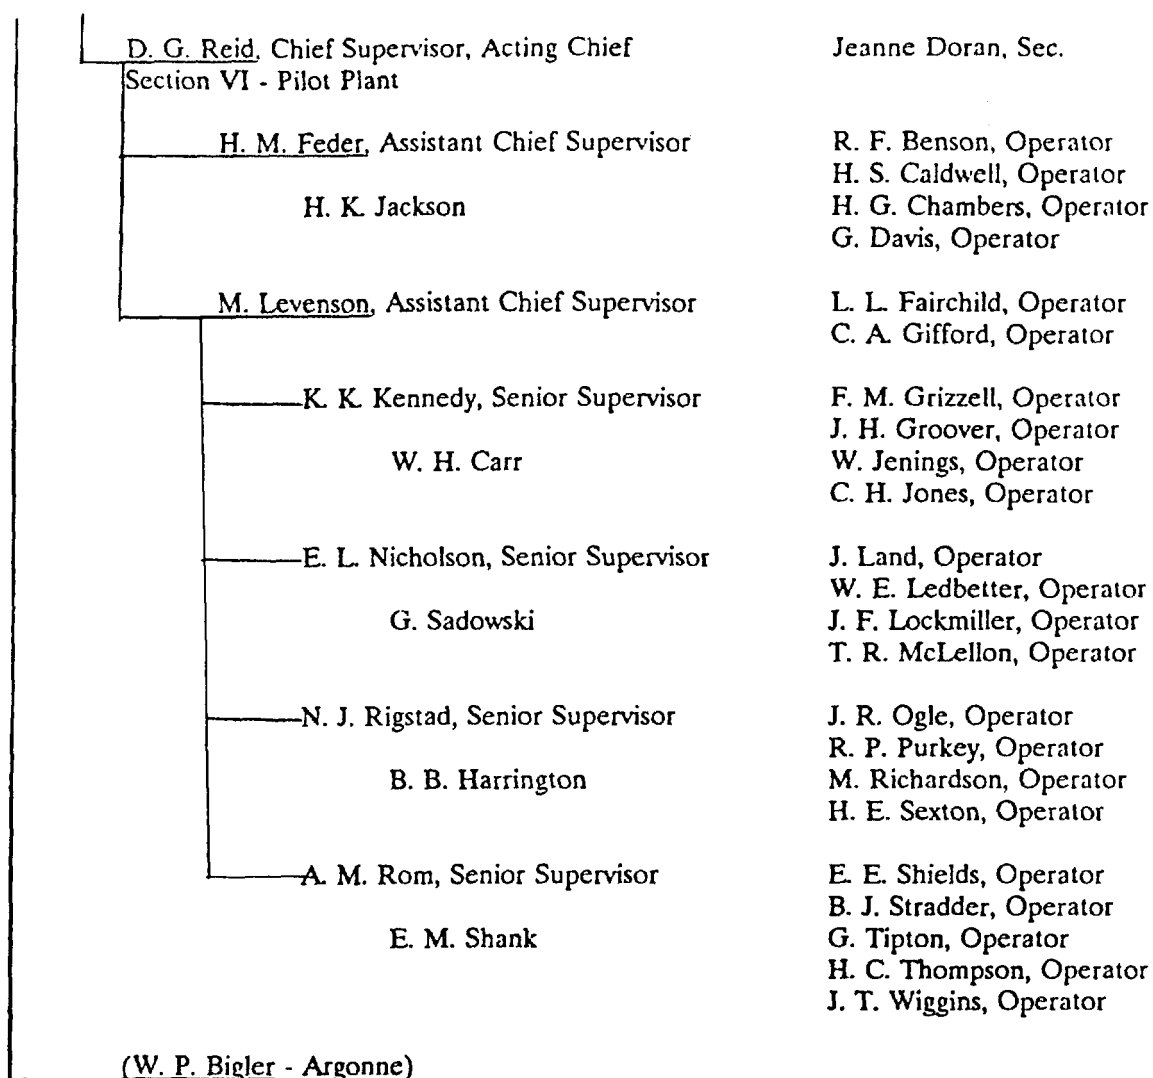 D. G. Reid, Chief Supervisor, Acting Chief Jeanne Doran, Sec.
Section VI - Pilot Plant
H. M. Feder, Assistant Chief Supervisor R. F. Benson, Operator
H. S. Caldwell, Operator
H. K. Jackson H. G. Chambers, Operator
G. Davis, Operator
M. Levenson, Assistant Chief Supervisor L. L. Fairchild, Operator
C. A. Gifford, Operator
K. K. Kennedy, Senior Supervisor F. M. Grizzell, Operator
J. H. Groover, Operator
W. H. Carr W. Jenings, Operator
C. H. Jones, Operator
E. L. Nicholson, Senior Supervisor J. Land, Operator
W. E. Ledbetter, Operator
G. Sadowski J. F. Lockmiller, Operator
T. R. McLellon, Operator
N. J. Rigstad, Senior Supervisor J. R. Ogle, Operator
R. P. Purkey, Operator
B. B. Harrington M. Richardson, Operator
H. E. Sexton, Operator
A. M. Rom, Senior Supervisor E. E. Shields, Operator
B. J. Stradder, Operator
E. M. Shank G. Tipton, Operator
H. C. Thompson, Operator
J. T. Wiggins, Operator
(W. P. Bigler - Argonne)